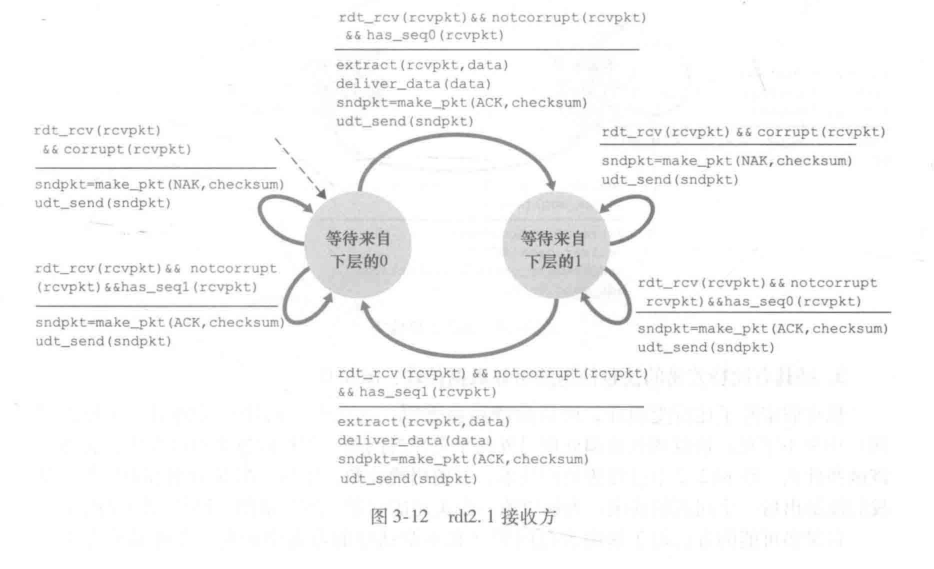 rdt_rcv(rcvpkt)&& notcorrupt(rcvpkt)
&& has_seq0(rcvpkt)
extract(rcvpkt,data)
deliver_data(data)
sndpkt=make_pkt(ACK,checksum)
udt_send(sndpkt)
rdt_rcv(rcvpkt)
&& corrupt(rcvpkt)
sndpkt=make_pkt(NAK,checksum)
udt_send(sndpkt)
rdt_rcv(rcvpkt) && corrupt(rcvpkt)
sndpkt=make_pkt(NAK,checksum)
udt_send(sndpkt)
等待来自
下层的0
等待来自
下层的1
rdt_rcv(rcvpkt)&& notcorrupt
(rcvpkt)&&has_seq1(rcvpkt)
sndpkt=make_pkt(ACK,checksum)
udt_send(sndpkt)
rdt_rcv(rcvpkt)&& notcorrupt
rcvpkt)&&has_seq0(rcvpkt)
sndpkt=make_pkt(ACK,checksum)
udt_send(sndpkt)
rdt_rcv(rcvpkt) && notcorrupt(rcvpkt)
&& has_seq1(rcvpkt)
extract(rcvpkt,data)
deliver_data(data)
sndpkt=make_pkt(ACK,checksum)
udt_send(sndpkt)
图 3-12 rdt2.1 接收方